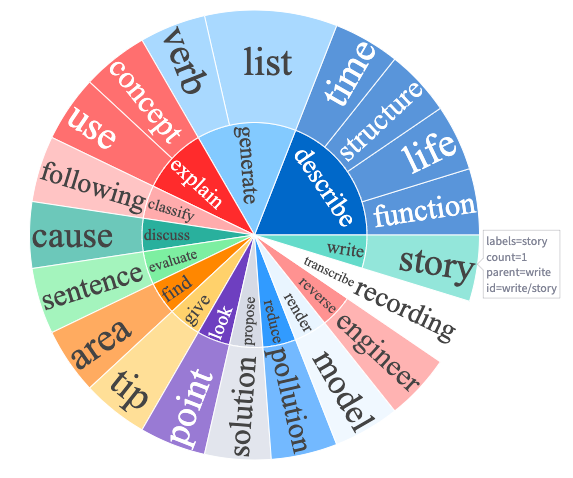 describe
time
structure
life
function
generate
verb
list
explain
use
concept
classify
following
discuss
cause
evaluate
sentence
find
area
give
tip
look
point
propose
solution
reduce
pollution
render
model
reverse
engineer
transcribe
recording
write
story
labels=story
count=1
parent=write
id=write/story